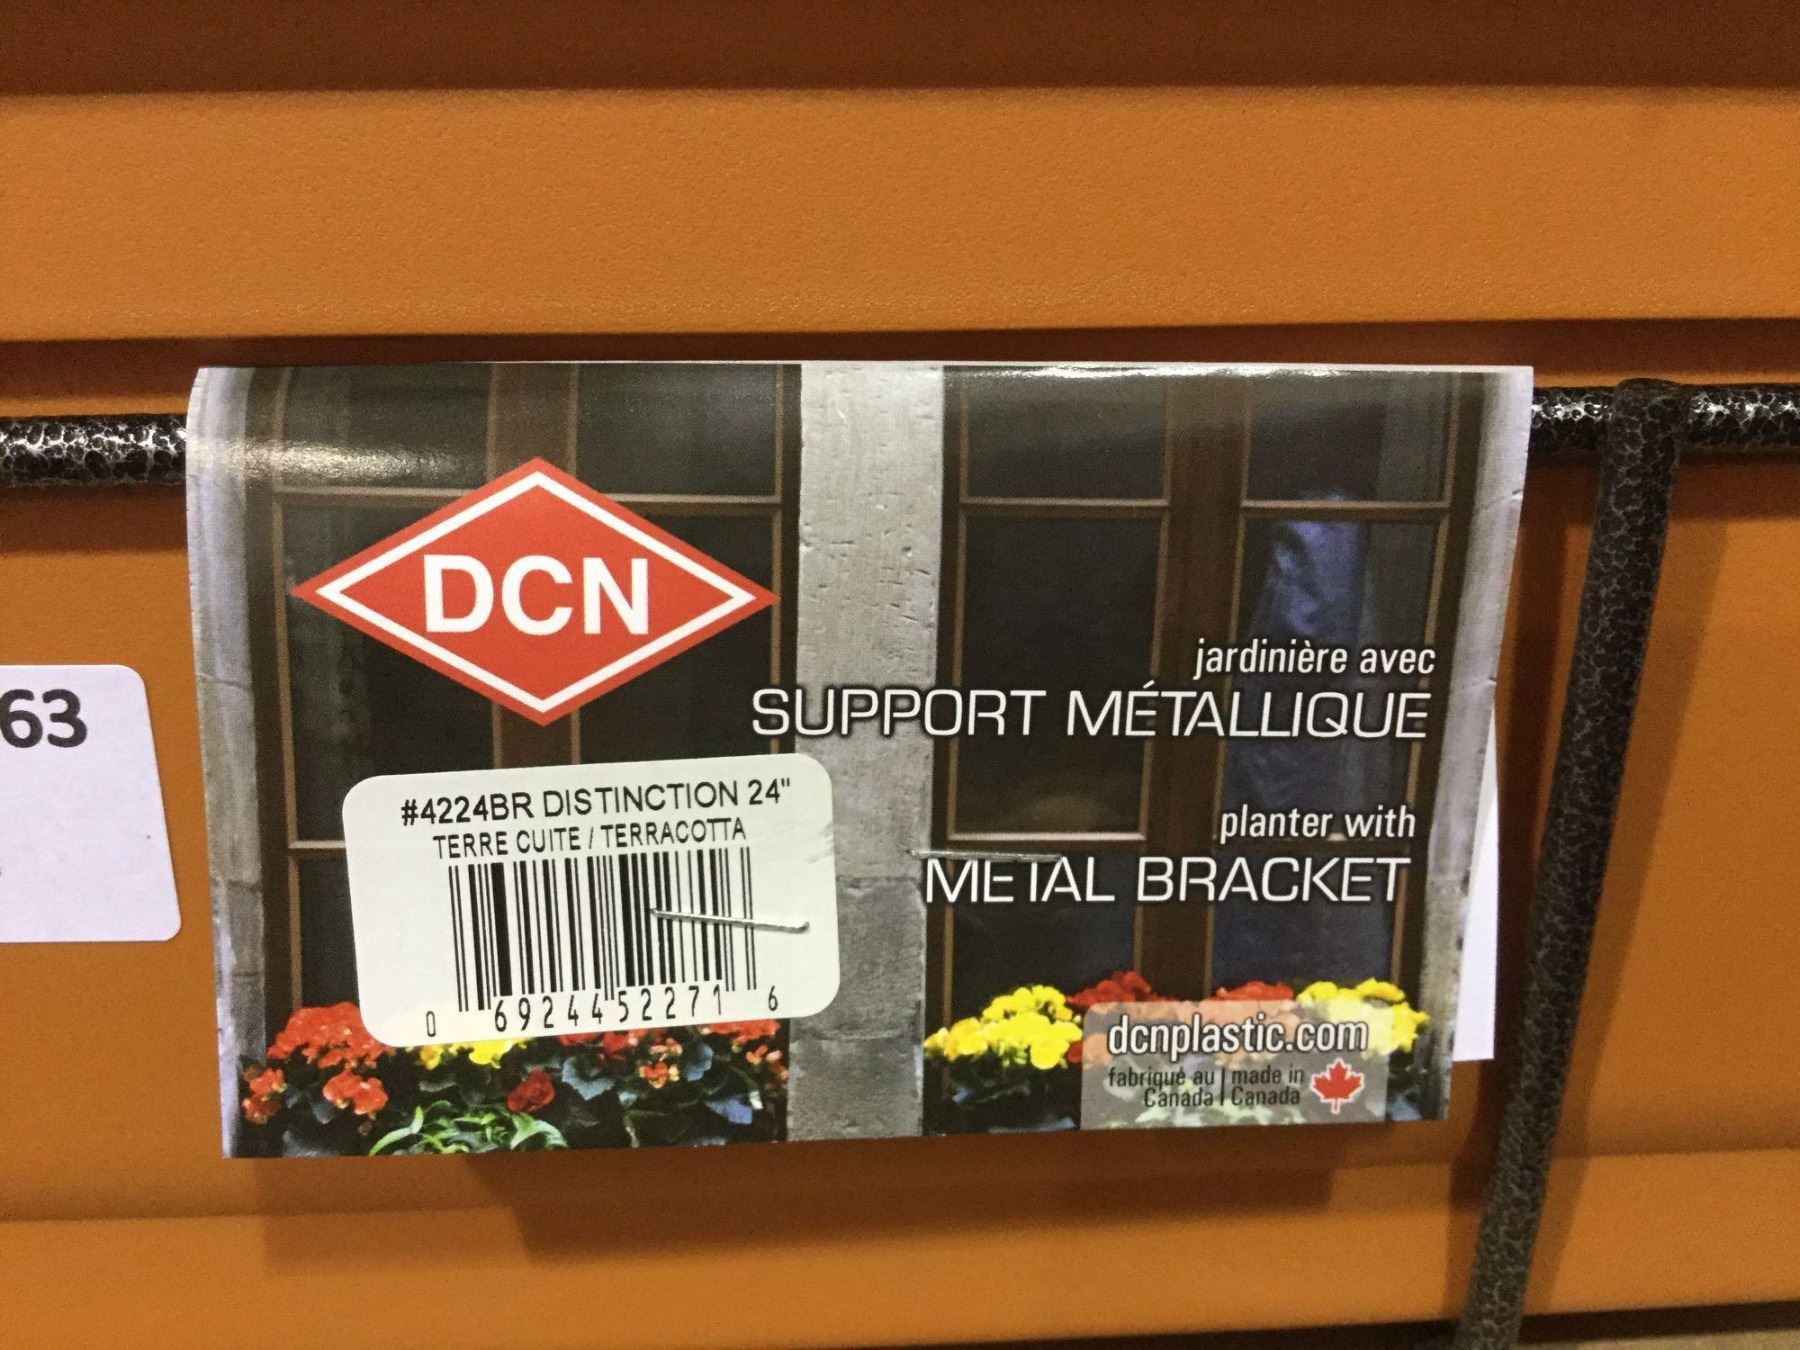 DCN
jardinière avec
SUPPORT MÉTALLIQUE
#4224BR DISTINCTION 24"
TERRE CUITE / TERRACOTTA
0 69244 52271 6
planter with
METAL BRACKET
dcnplastic.com
fabriqué au | made in
Canada | Canada
63